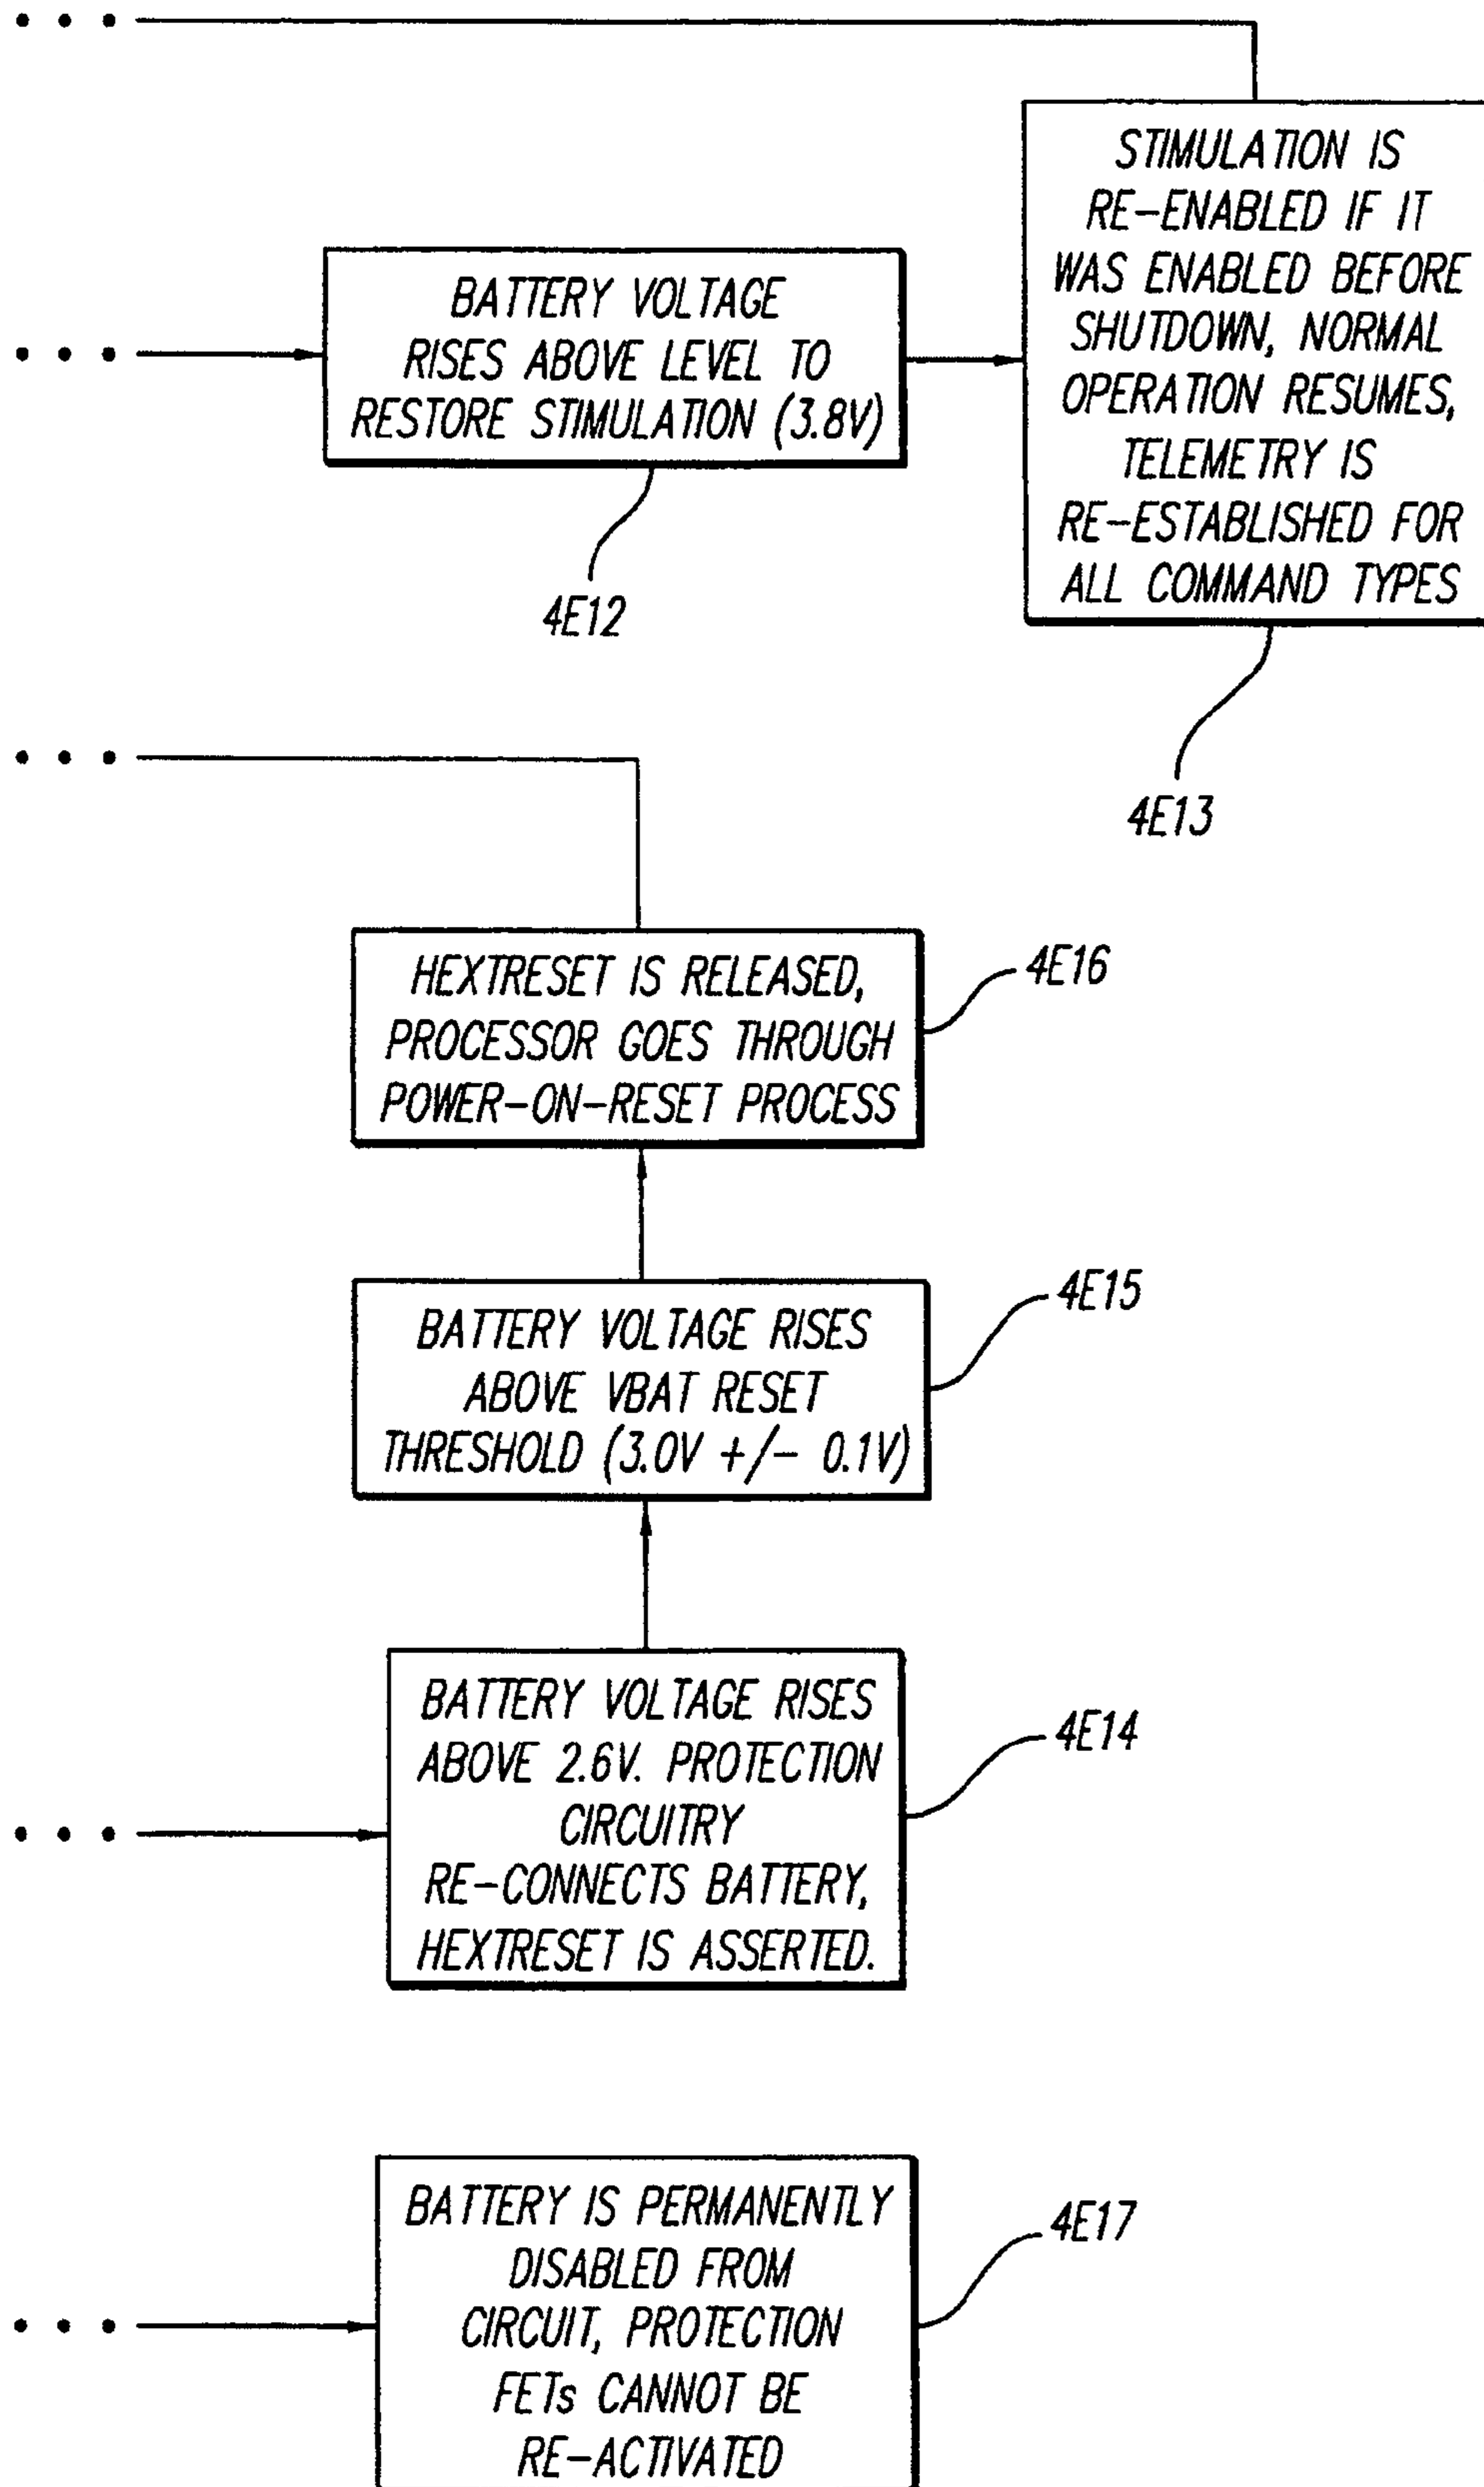 STIMULATION IS
RE-ENABLED IF IT
WAS ENABLED BEFORE
SHUTDOWN, NORMAL
OPERATION RESUMES,
TELEMETRY IS
RE-ESTABLISHED FOR
ALL COMMAND TYPES
4E13
BATTERY VOLTAGE
RISES ABOVE LEVEL TO
RESTORE STIMULATION (3.8V)
4E12
HEXTRESET IS RELEASED,
PROCESSOR GOES THROUGH
POWER-ON-RESET PROCESS
4E16
BATTERY VOLTAGE RISES
ABOVE VBAT RESET
THRESHOLD (3.0V +/- 0.1V)
4E15
BATTERY VOLTAGE RISES
ABOVE 2.6V. PROTECTION
CIRCUITRY
RE-CONNECTS BATTERY,
HEXTRESET IS ASSERTED.
4E14
BATTERY IS PERMANENTLY
DISABLED FROM
CIRCUIT, PROTECTION
FETs CANNOT BE
RE-ACTIVATED
4E17